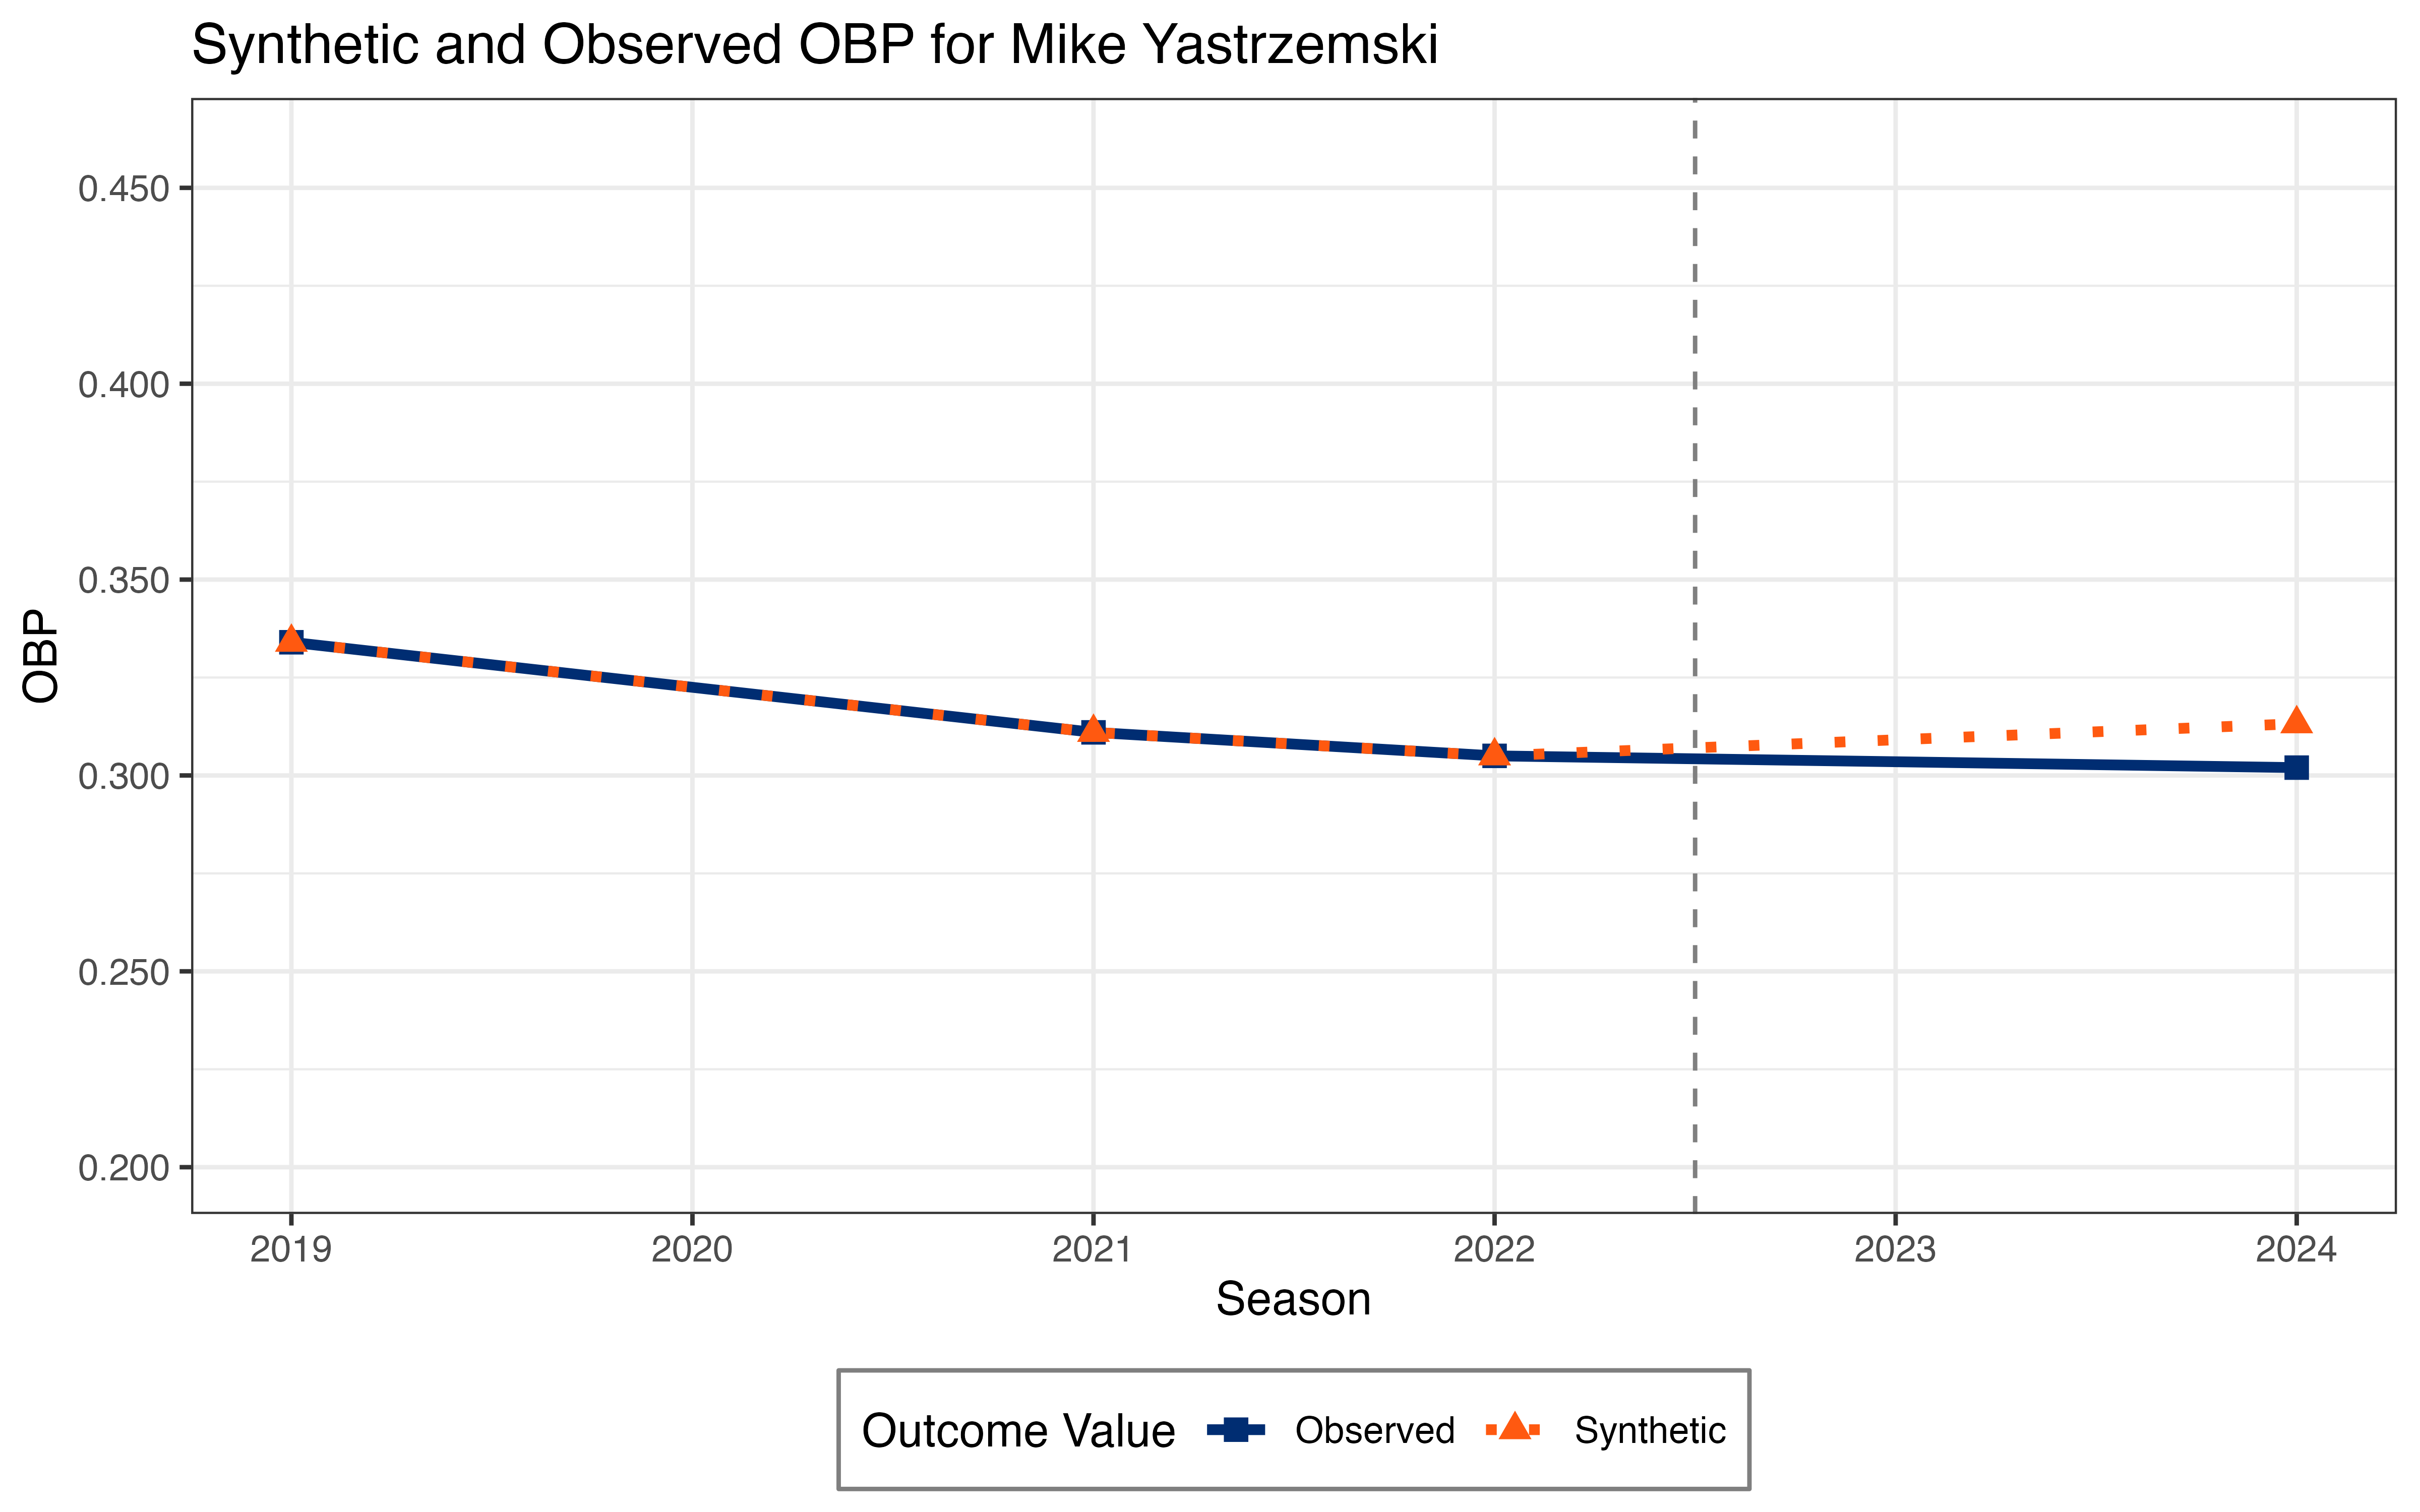 Synthetic and Observed OBP for Mike Yastrzemski
OBP
0.450
0.400
0.350
0.300
0.250
0.200
2019 2020 2021 2022 2023 2024
Season
Outcome Value Observed Synthetic